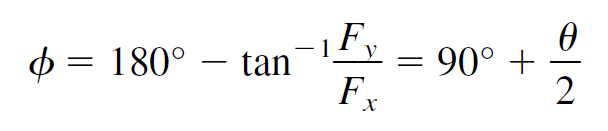 ϕ = 180° − tan⁻¹ F_y/F_x = 90° + θ/2